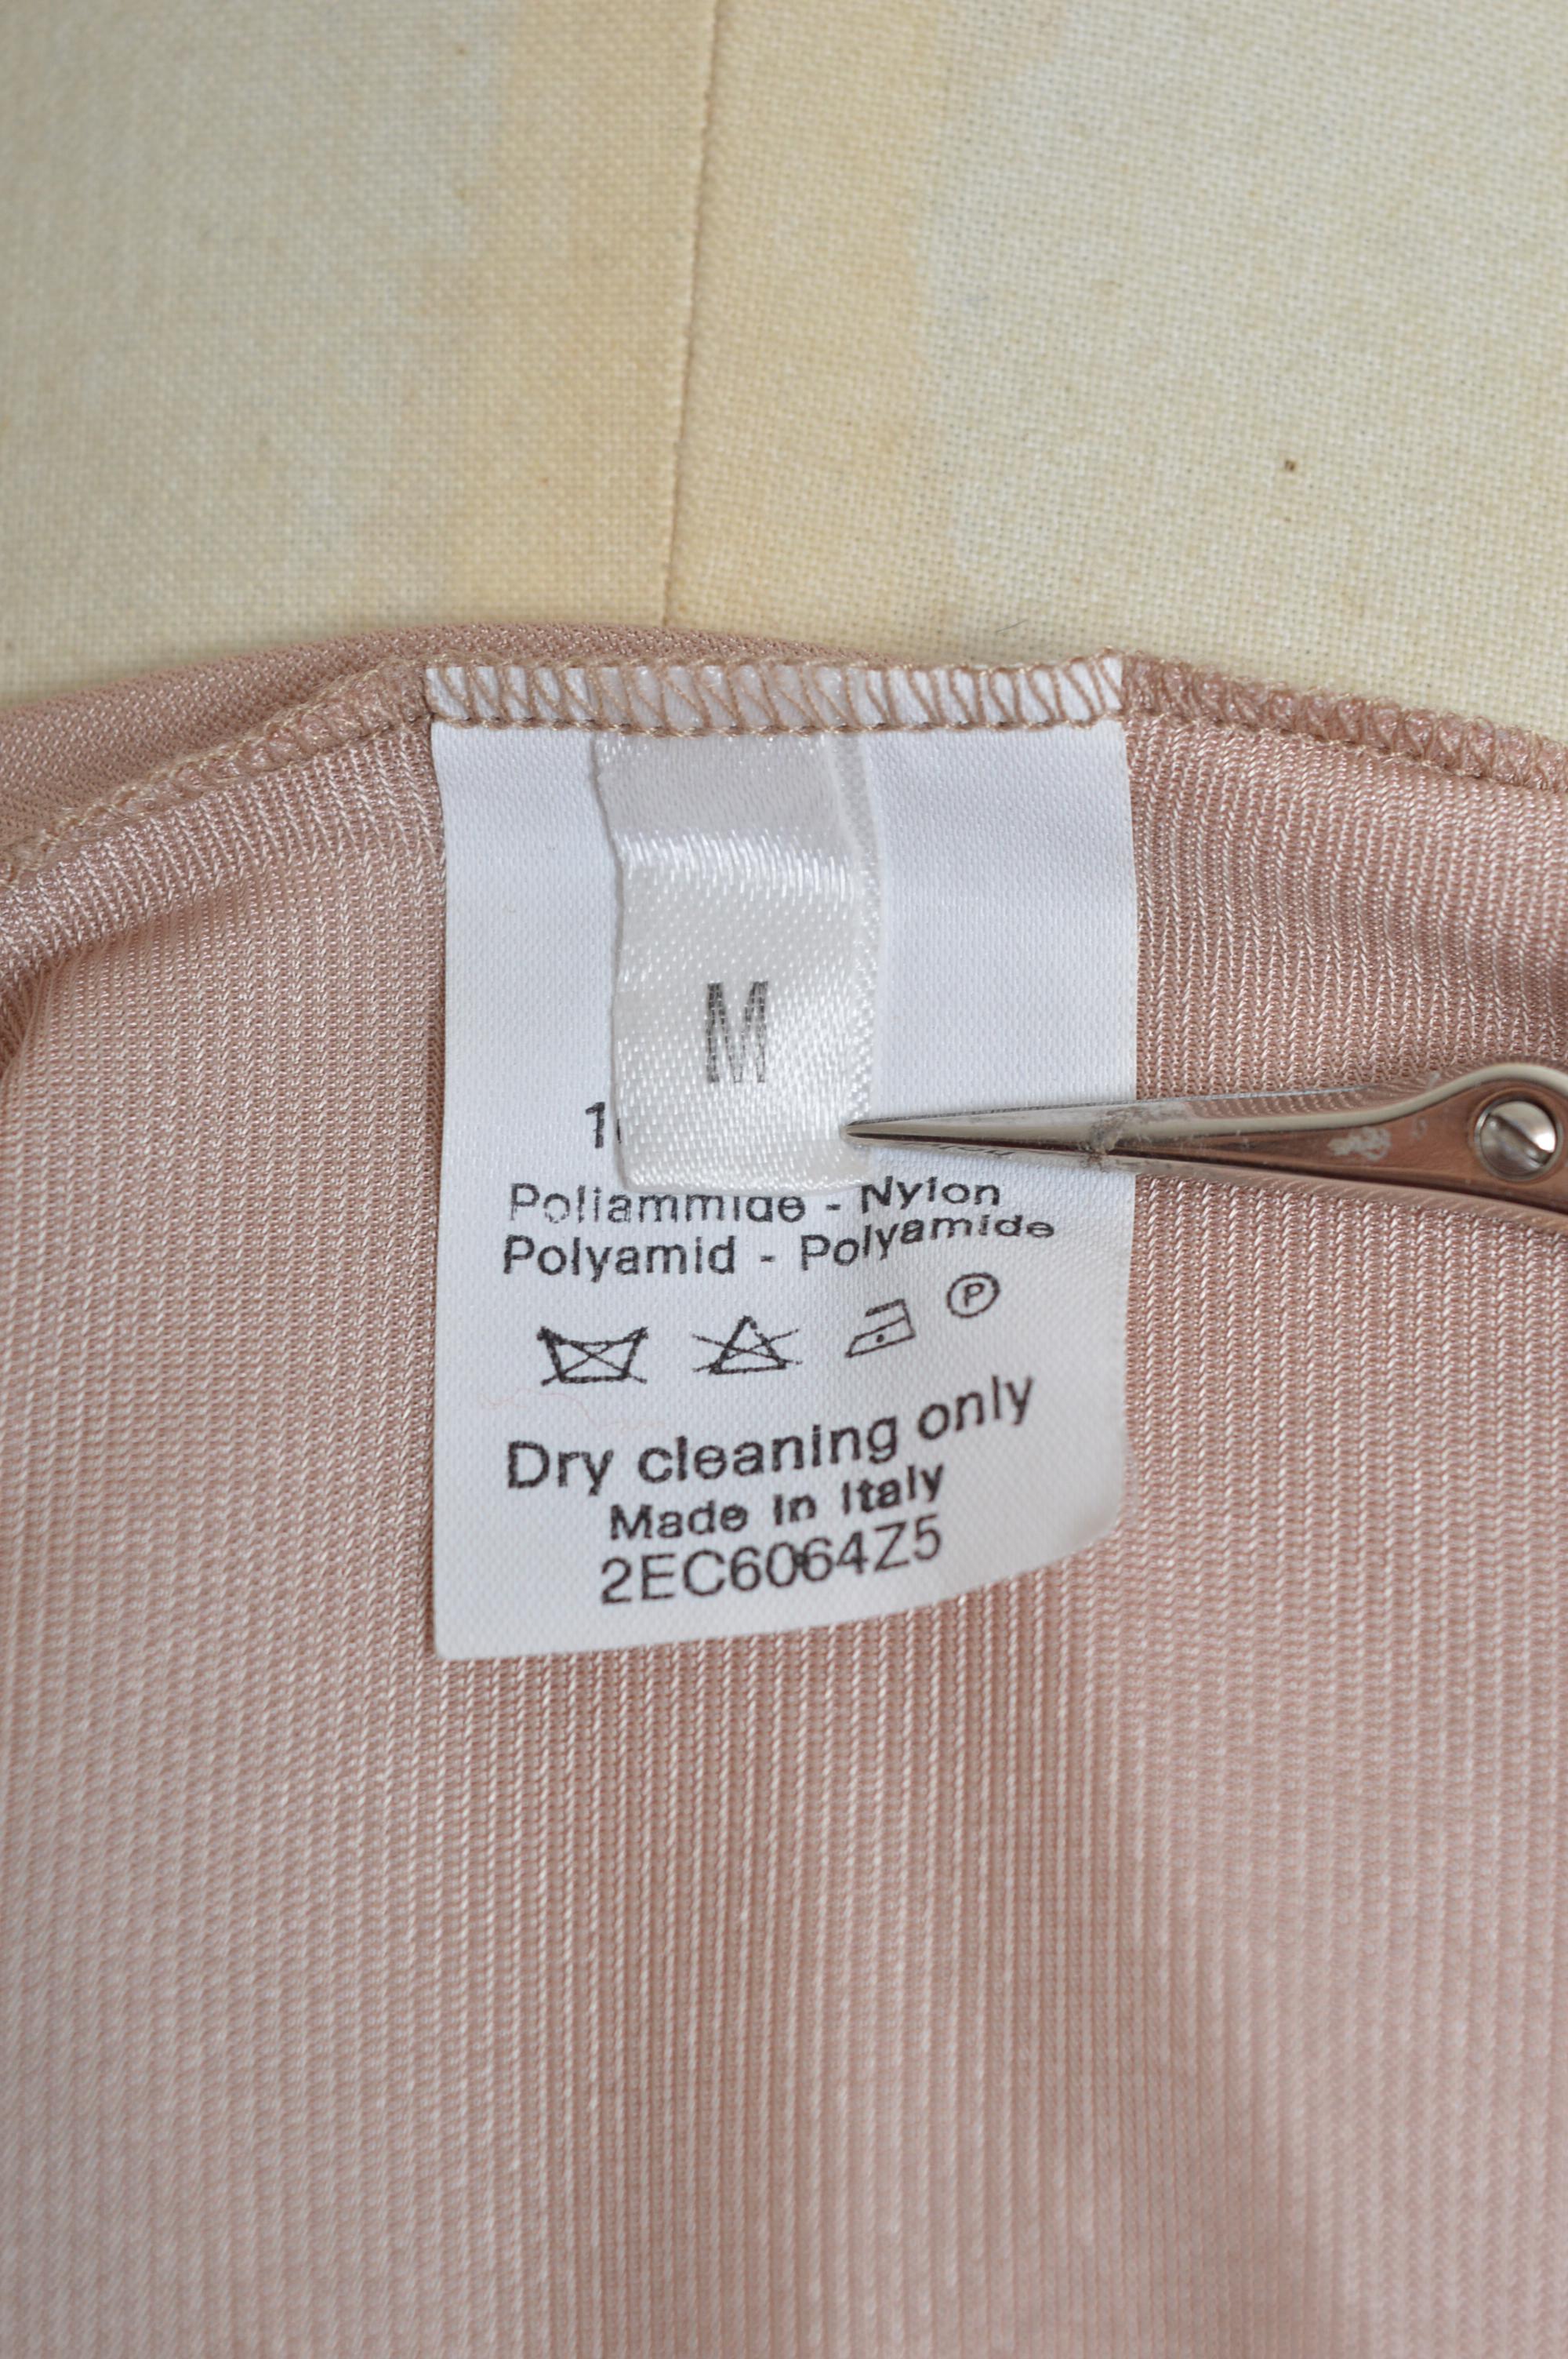 M
Poliammide - Nylon
Polyamid - Polyamide
P
Dry cleaning only
Made in Italy
2EC6064Z5